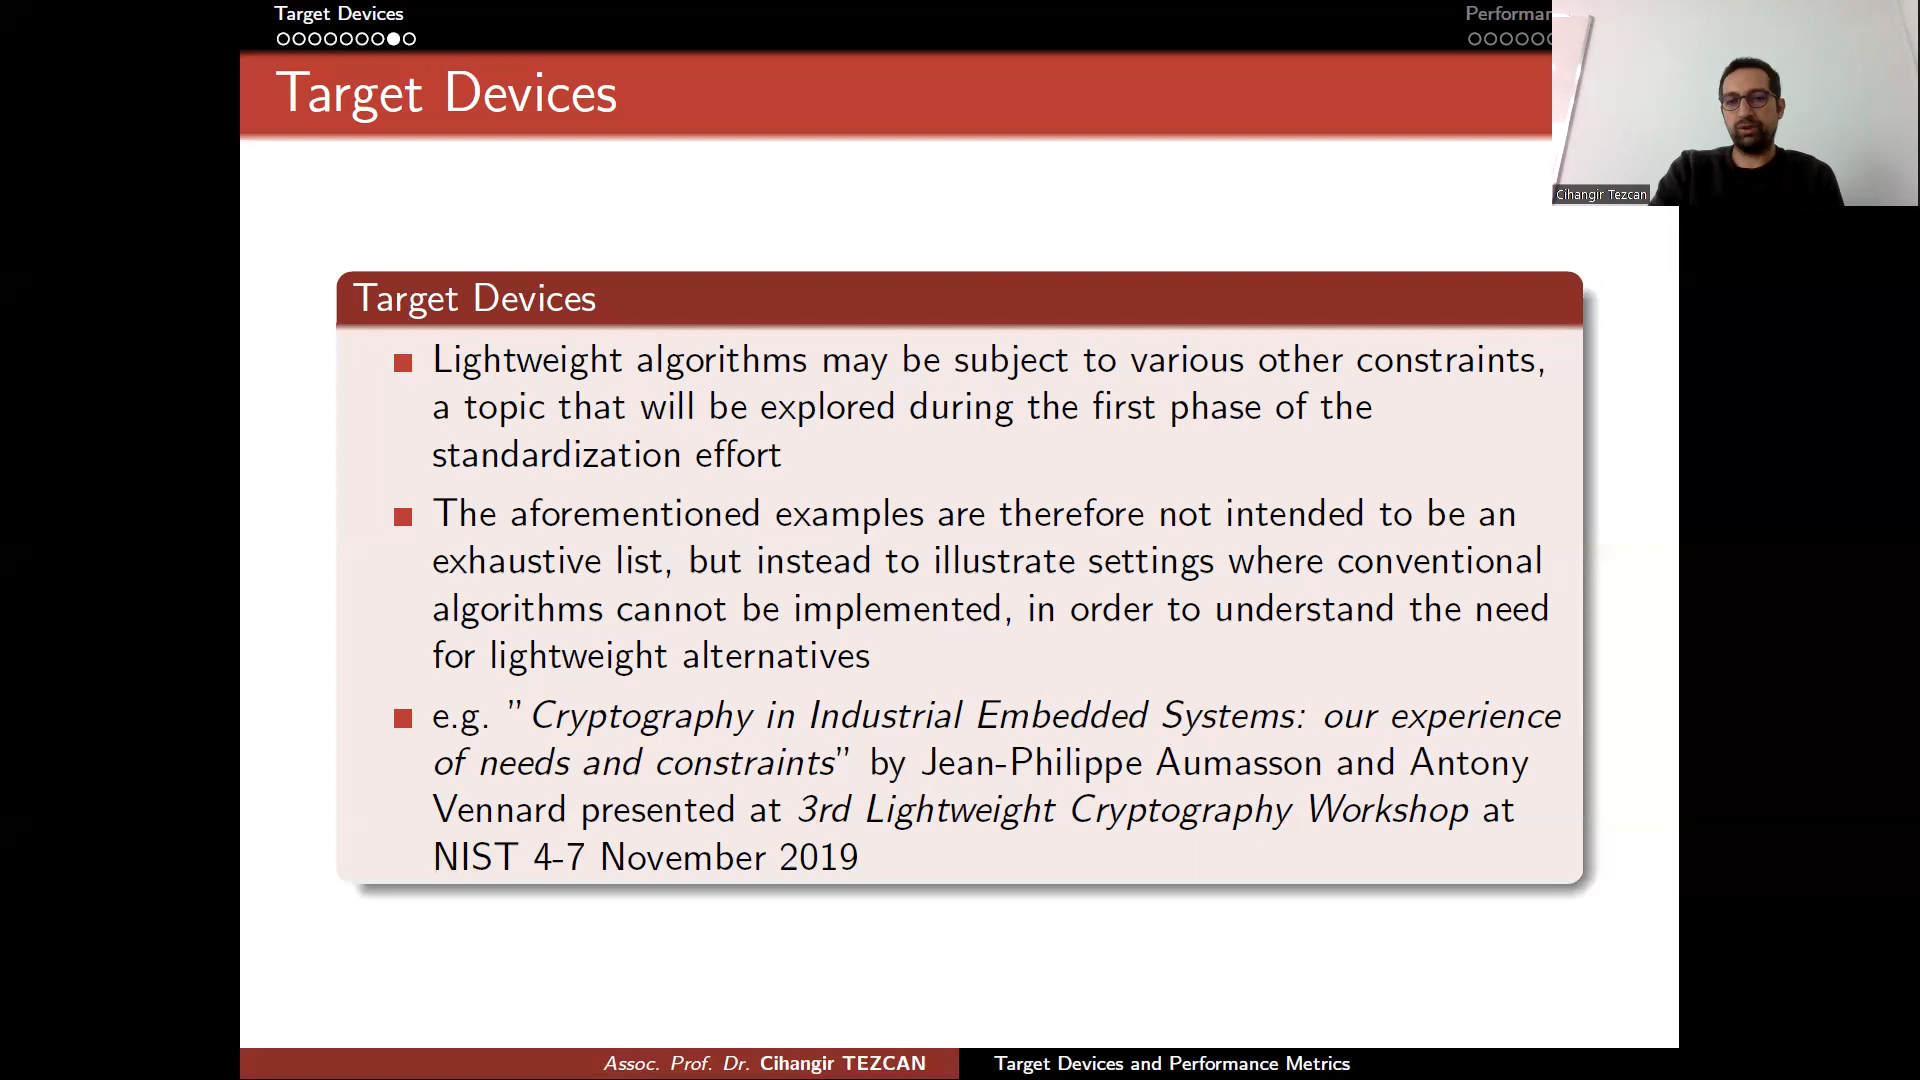 Target Devices
Performan
Target Devices
Cihangir Tezcan
Target Devices
Lightweight algorithms may be subject to various other constraints,
a topic that will be explored during the first phase of the
standardization effort
The aforementioned examples are therefore not intended to be an
exhaustive list, but instead to illustrate settings where conventional
algorithms cannot be implemented, in order to understand the need
for lightweight alternatives
e.g. ”Cryptography in Industrial Embedded Systems: our experience
of needs and constraints” by Jean-Philippe Aumasson and Antony
Vennard presented at 3rd Lightweight Cryptography Workshop at
NIST 4-7 November 2019
Assoc. Prof. Dr. Cihangir TEZCAN
Target Devices and Performance Metrics